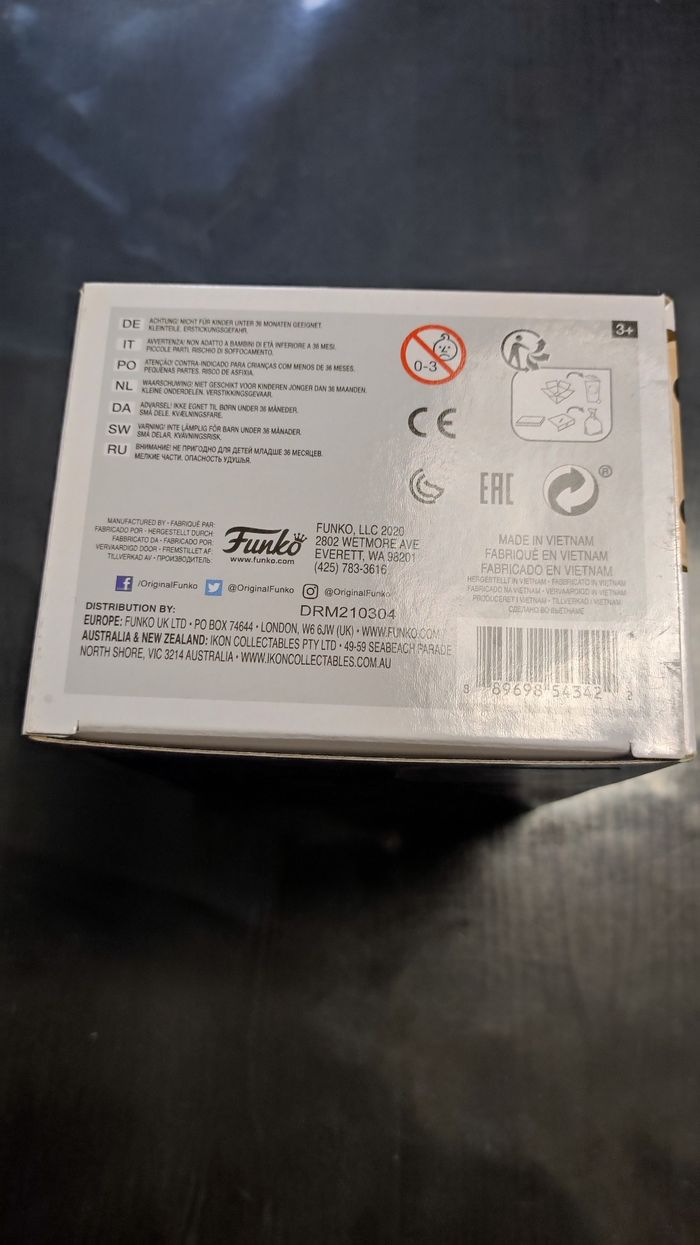 DE ACHTUNG! NICHT FÜR KINDER UNTER 36 MONATEN GEEIGNET.
KLEINTEILE. ERSTICKUNGSGEFAHR.
IT AVVERTENZA! NON ADATTO A BAMBINI DI ETÀ INFERIORE A 36 MESI.
PICCOLE PARTI. RISCHIO DI SOFFOCAMENTO.
PO ATENÇÃO! CONTRA-INDICADO PARA CRIANÇAS COM MENOS DE 36 MESES.
PEQUENAS PARTES. RISCO DE ASFIXIA.
NL WAARSCHUWING! NIET GESCHIKT VOOR KINDEREN JONGER DAN 36 MAANDEN.
KLEINE ONDERDELEN. VERSTIKKINGSGEVAAR.
DA ADVARSEL! IKKE EGNET TIL BØRN UNDER 36 MÅNEDER.
SMÅ DELE. KVÆLNINGSFARE.
SW VARNING! INTE LÄMPLIG FÖR BARN UNDER 36 MÅNADER.
SMÅ DELAR. KVÄVNINGSRISK.
RU ВНИМАНИЕ! НЕ ПРИГОДНО ДЛЯ ДЕТЕЙ МЛАДШЕ 36 МЕСЯЦЕВ.
МЕЛКИЕ ЧАСТИ. ОПАСНОСТЬ УДУШЬЯ.
0-3
3+
CE
EAC
®
MANUFACTURED BY • FABRIQUÉ PAR:
FABRICADO POR • HERGESTELLT DURCH:
FABBRICATO DA • FABRICADO POR:
VERVAARDIGD DOOR • FREMSTILLET AF:
TILLVERKAD AV • ПРОИЗВОДИТЕЛЬ:
Funko
www.funko.com
FUNKO, LLC 2020
2802 WETMORE AVE
EVERETT, WA 98201
(425) 783-3616
/OriginalFunko @OriginalFunko @OriginalFunko
DRM210304
DISTRIBUTION BY:
EUROPE: FUNKO UK LTD • PO BOX 74644 • LONDON, W6 6JW (UK) • WWW.FUNKO.COM
AUSTRALIA & NEW ZEALAND: IKON COLLECTABLES PTY LTD • 49-59 SEABEACH PARADE
NORTH SHORE, VIC 3214 AUSTRALIA • WWW.IKONCOLLECTABLES.COM.AU
MADE IN VIETNAM
FABRIQUÉ EN VIETNAM
FABRICADO EN VIETNAM
HERGESTELLT IN VIETNAM • FABBRICATO IN VIETNAM
FABRICADO NA VIETNAM • VERVAARDIGD IN VIETNAM
PRODUCERET I VIETNAM • TILLVERKAD I VIETNAM
СДЕЛАНО ВО ВЬЕТНАМЕ
8 89698 54342 2